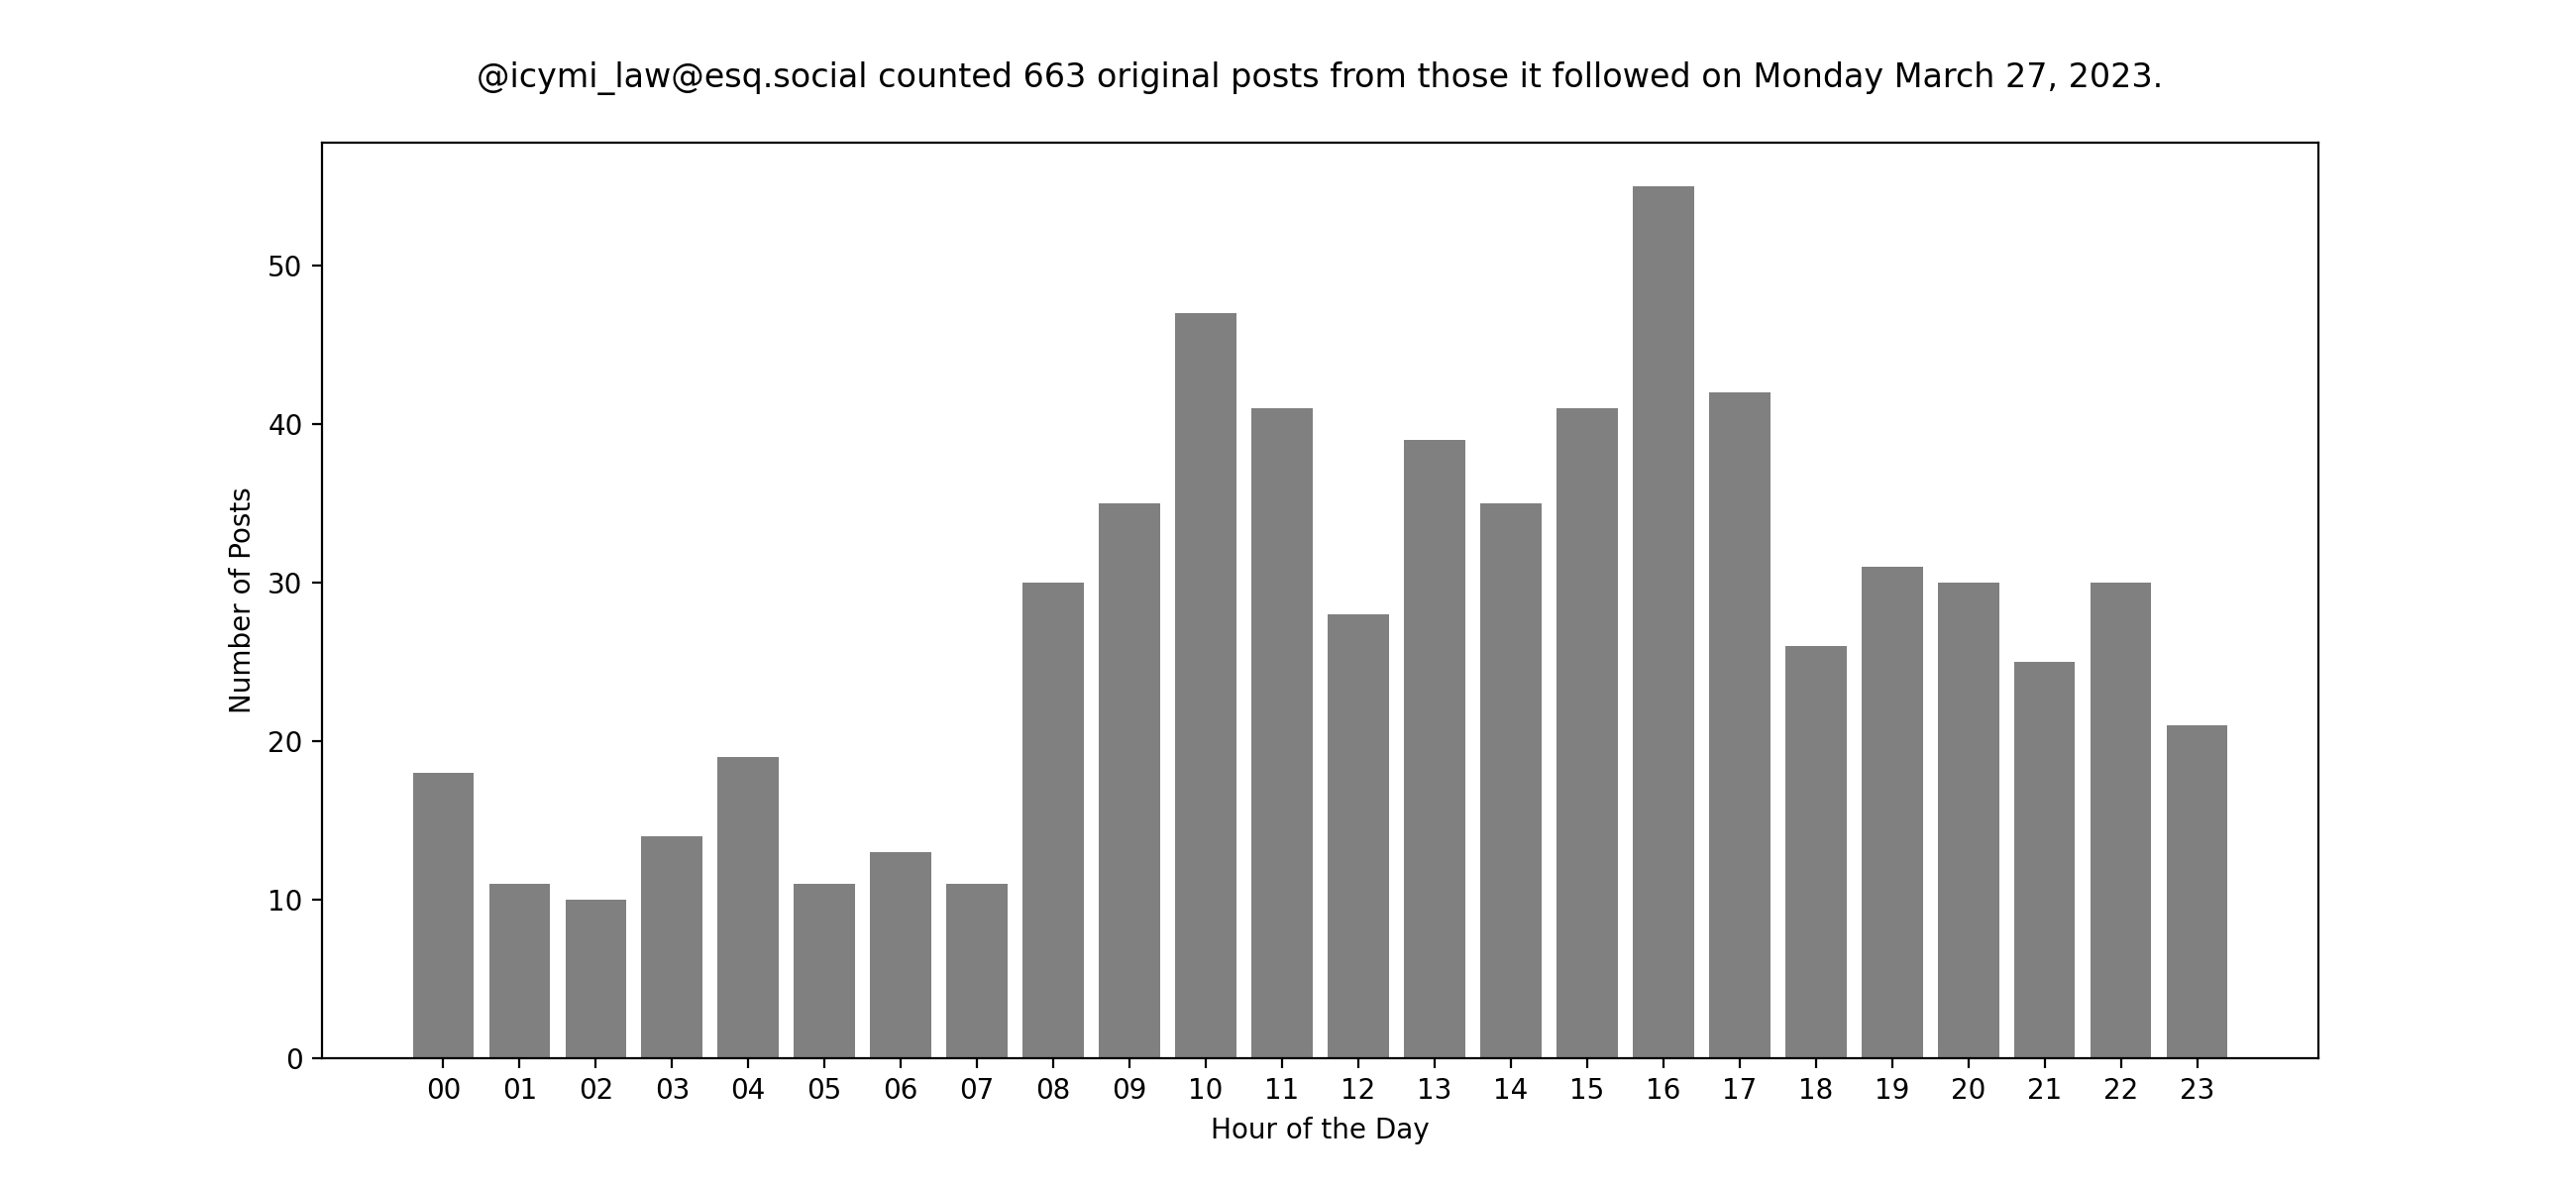 @icymi_law@esq.social counted 663 original posts from those it followed on Monday March 27, 2023.
50
40
30
20
10
0
Number of Posts
00 01 02 03 04 05 06 07 08 09 10 11 12 13 14 15 16 17 18 19 20 21 22 23
Hour of the Day